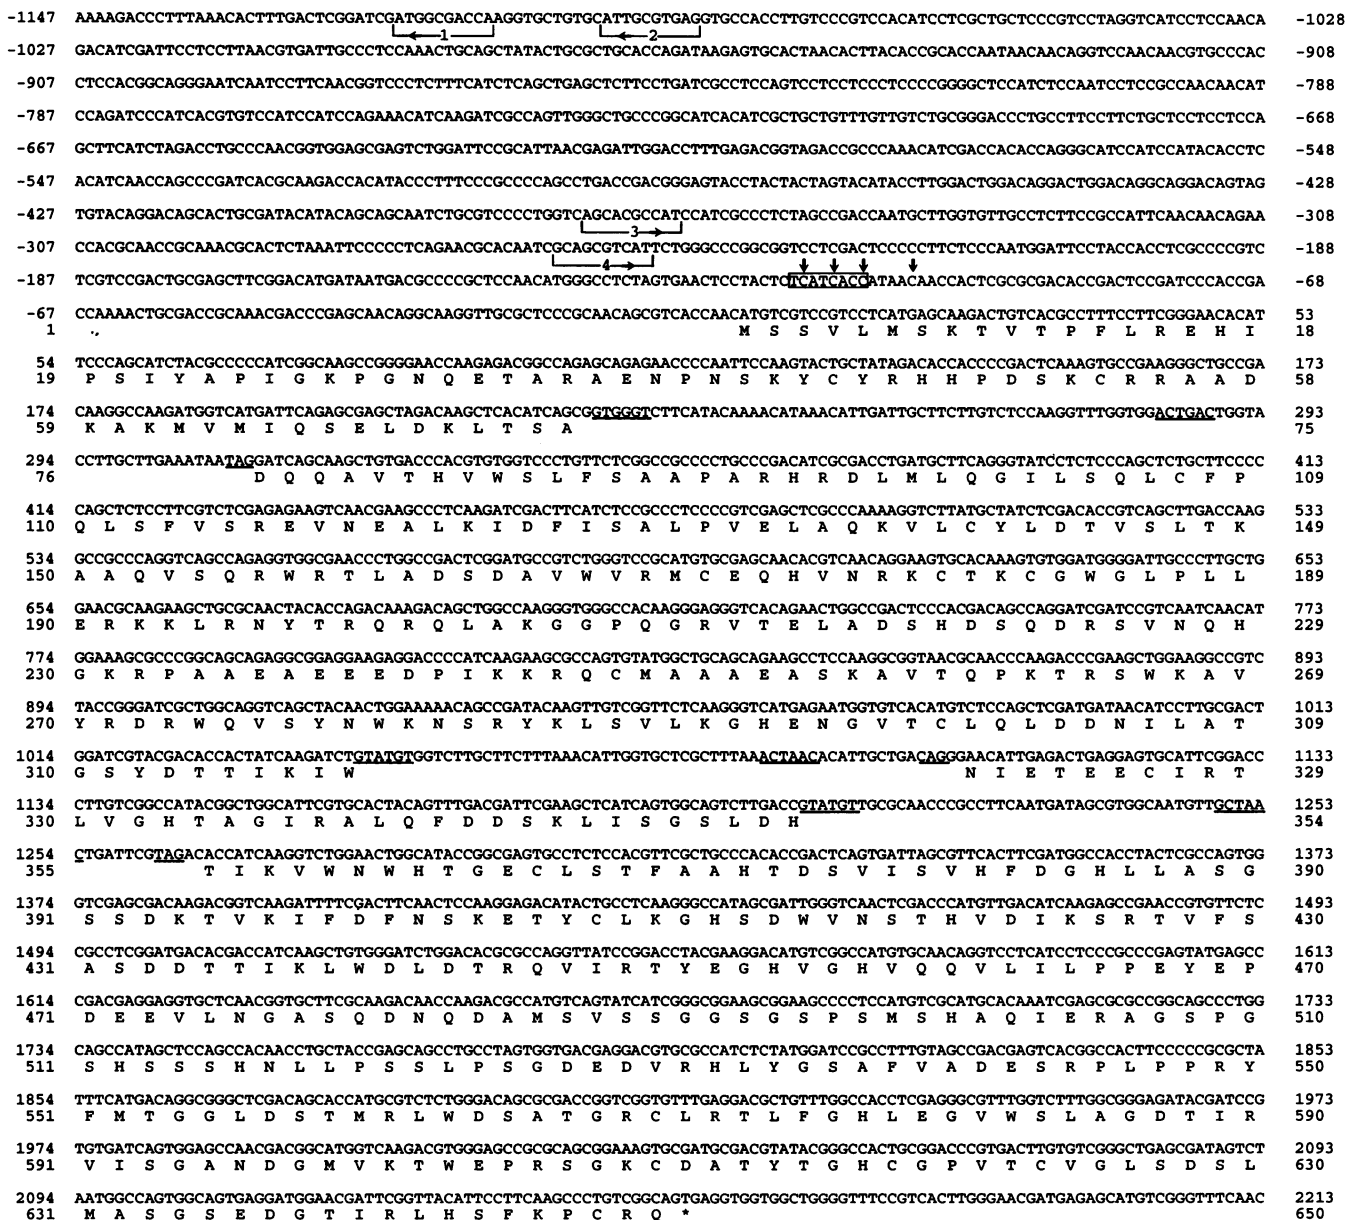 -1147 AAAAGACCCTTTAAACACTTTGACTCGGATCGATGGCGACCAAGGTGCTGTGCATTGCGTGAGGTGCCACCTTGTCCCGTCCACATCCTCGCTGCTCCCGTCCTAGGTCATCCTCCAACA -1028
1 2
-1027 GACATCGATTCCTCCTTAACGTGATTGCCCTCCAAACTGCAGCTATACTGCGCTGCACCAGATAAGAGTGCACTAACACTTACACCGCACCAATAACAACAGGTCCAACAACGTGCCCAC -908
-907 CTCCACGGCAGGGAATCAATCCTTCAACGGTCCCTCTTTCATCTCAGCTGAGCTCTTCCTGATCGCCTCCAGTCCTCCTCCCTCCCCGGGGCTCCATCTCCAATCCTCCGCCAACAACAT -788
-787 CCAGATCCCATCACGTGTCCATCCATCCAGAAACATCAAGATCGCCAGTTGGGCTGCCCGGCATCACATCGCTGCTGTTTGTTGTCTGCGGGACCCTGCCTTCCTTCTGCTCCTCCTCCA -668
-667 GCTTCATCTAGACCTGCCCAACGGTGGAGCGAGTCTGGATTCCGCATTAACGAGATTGGACCTTTGAGACGGTAGACCGCCCAAACATCGACCACACCAGGGCATCCATCCATACACCTC -548
-547 ACATCAACCAGCCCGATCACGCAAGACCACATACCCTTTCCCGCCCCAGCCTGACCGACGGGAGTACCTACTACTAGTACATACCTTGGACTGGACAGGACTGGACAGGCAGGACAGTAG -428
-427 TGTACAGGACAGCACTGCGATACATACAGCAGCAATCTGCGTCCCCTGGTCAGCACGCCATCCATCGCCCTCTAGCCGACCAATGCTTGGTGTTGCCTCTTCCGCCATTCAACAACAGAA -308
3
-307 CCACGCAACCGCAAACGCACTCTAAATTCCCCCTCAGAACGCACAATCGCAGCGTCATTCTGGGCCCGGCGGTCCTCGACTCCCCCTTCTCCCAATGGATTCCTACCACCTCGCCCCGTC -188
4
-187 TCGTCCGACTGCGAGCTTCGGACATGATAATGACGCCCCGCTCCAACATGGGCCTCTAGTGAACTCCTACTCTCATCACCATAACAACCACTCGCGCGACACCGACTCCGATCCCACCGA -68
-67 CCAAAACTGCGACCGCAAACGACCCGAGCAACAGGCAAGGTTGCGCTCCCGCAACAGCGTCACCAACATGTCGTCCGTCCTCATGAGCAAGACTGTCACGCCTTTCCTTCGGGAACACAT 53
1 M S S V L M S K T V T P F L R E H I 18
54 TCCCAGCATCTACGCCCCCATCGGCAAGCCGGGGAACCAAGAGACGGCCAGAGCAGAGAACCCCAATTCCAAGTACTGCTATAGACACCACCCCGACTCAAAGTGCCGAAGGGCTGCCGA 173
19 P S I Y A P I G K P G N Q E T A R A E N P N S K Y C Y R H H P D S K C R R A A D 58
174 CAAGGCCAAGATGGTCATGATTCAGAGCGAGCTAGACAAGCTCACATCAGCGGTGGGTCTTCATACAAAACATAAACATTGATTGCTTCTTGTCTCCAAGGTTTGGTGGACTGACTGGTA 293
59 K A K M V M I Q S E L D K L T S A 75
294 CCTTGCTTGAAATAATAGGATCAGCAAGCTGTGACCCACGTGTGGTCCCTGTTCTCGGCCGCCCCTGCCCGACATCGCGACCTGATGCTTCAGGGTATCCTCTCCCAGCTCTGCTTCCCC 413
76 D Q Q A V T H V W S L F S A A P A R H R D L M L Q G I L S Q L C F P 109
414 CAGCTCTCCTTCGTCTCGAGAGAAGTCAACGAAGCCCTCAAGATCGACTTCATCTCCGCCCTCCCCGTCGAGCTCGCCCAAAAGGTCTTATGCTATCTCGACACCGTCAGCTTGACCAAG 533
110 Q L S F V S R E V N E A L K I D F I S A L P V E L A Q K V L C Y L D T V S L T K 149
534 GCCGCCCAGGTCAGCCAGAGGTGGCGAACCCTGGCCGACTCGGATGCCGTCTGGGTCCGCATGTGCGAGCAACACGTCAACAGGAAGTGCACAAAGTGTGGATGGGGATTGCCCTTGCTG 653
150 A A Q V S Q R W R T L A D S D A V W V R M C E Q H V N R K C T K C G W G L P L L 189
654 GAACGCAAGAAGCTGCGCAACTACACCAGACAAAGACAGCTGGCCAAGGGTGGGCCACAAGGGAGGGTCACAGAACTGGCCGACTCCCACGACAGCCAGGATCGATCCGTCAATCAACAT 773
190 E R K K L R N Y T R Q R Q L A K G G P Q G R V T E L A D S H D S Q D R S V N Q H 229
774 GGAAAGCGCCCGGCAGCAGAGGCGGAGGAAGAGGACCCCATCAAGAAGCGCCAGTGTATGGCTGCAGCAGAAGCCTCCAAGGCGGTAACGCAACCCAAGACCCGAAGCTGGAAGGCCGTC 893
230 G K R P A A E A E E E D P I K K R Q C M A A A E A S K A V T Q P K T R S W K A V 269
894 TACCGGGATCGCTGGCAGGTCAGCTACAACTGGAAAAACAGCCGATACAAGTTGTCGGTTCTCAAGGGTCATGAGAATGGTGTCACATGTCTCCAGCTCGATGATAACATCCTTGCGACT 1013
270 Y R D R W Q V S Y N W K N S R Y K L S V L K G H E N G V T C L Q L D D N I L A T 309
1014 GGATCGTACGACACCACTATCAAGATCTGTATGTGGTCTTGCTTCTTTAAACATTGGTGCTCGCTTTAAACTAACACATTGCTGACAGGGAACATTGAGACTGAGGAGTGCATTCGGACC 1133
310 G S Y D T T I K I W N I E T E E C I R T 329
1134 CTTGTCGGCCATACGGCTGGCATTCGTGCACTACAGTTTGACGATTCGAAGCTCATCAGTGGCAGTCTTGACCGTATGTTGCGCAACCCGCCTTCAATGATAGCGTGGCAATGTTGCTAA 1253
330 L V G H T A G I R A L Q F D D S K L I S G S L D H 354
1254 CTGATTCGTAGACACCATCAAGGTCTGGAACTGGCATACCGGCGAGTGCCTCTCCACGTTCGCTGCCCACACCGACTCAGTGATTAGCGTTCACTTCGATGGCCACCTACTCGCCAGTGG 1373
355 T I K V W N W H T G E C L S T F A A H T D S V I S V H F D G H L L A S G 390
1374 GTCGAGCGACAAGACGGTCAAGATTTTCGACTTCAACTCCAAGGAGACATACTGCCTCAAGGGCCATAGCGATTGGGTCAACTCGACCCATGTTGACATCAAGAGCCGAACCGTGTTCTC 1493
391 S S D K T V K I F D F N S K E T Y C L K G H S D W V N S T H V D I K S R T V F S 430
1494 CGCCTCGGATGACACGACCATCAAGCTGTGGGATCTGGACACGCGCCAGGTTATCCGGACCTACGAAGGACATGTCGGCCATGTGCAACAGGTCCTCATCCTCCCGCCCGAGTATGAGCC 1613
431 A S D D T T I K L W D L D T R Q V I R T Y E G H V G H V Q Q V L I L P P E Y E P 470
1614 CGACGAGGAGGTGCTCAACGGTGCTTCGCAAGACAACCAAGACGCCATGTCAGTATCATCGGGCGGAAGCGGAAGCCCCTCCATGTCGCATGCACAAATCGAGCGCGCCGGCAGCCCTGG 1733
471 D E E V L N G A S Q D N Q D A M S V S S G G S G S P S M S H A Q I E R A G S P G 510
1734 CAGCCATAGCTCCAGCCACAACCTGCTACCGAGCAGCCTGCCTAGTGGTGACGAGGACGTGCGCCATCTCTATGGATCCGCCTTTGTAGCCGACGAGTCACGGCCACTTCCCCCGCGCTA 1853
511 S H S S S H N L L P S S L P S G D E D V R H L Y G S A F V A D E S R P L P P R Y 550
1854 TTTCATGACAGGCGGGCTCGACAGCACCATGCGTCTCTGGGACAGCGCGACCGGTCGGTGTTTGAGGACGCTGTTTGGCCACCTCGAGGGCGTTTGGTCTTTGGCGGGAGATACGATCCG 1973
551 F M T G G L D S T M R L W D S A T G R C L R T L F G H L E G V W S L A G D T I R 590
1974 TGTGATCAGTGGAGCCAACGACGGCATGGTCAAGACGTGGGAGCCGCGCAGCGGAAAGTGCGATGCGACGTATACGGGCCACTGCGGACCCGTGACTTGTGTCGGGCTGAGCGATAGTCT 2093
591 V I S G A N D G M V K T W E P R S G K C D A T Y T G H C G P V T C V G L S D S L 630
2094 AATGGCCAGTGGCAGTGAGGATGGAACGATTCGGTTACATTCCTTCAAGCCCTGTCGGCAGTGAGGTGGTGGCTGGGGTTTCCGTCACTTGGGAACGATGAGAGCATGTCGGGTTTCAAC 2213
631 M A S G S E D G T I R L H S F K P C R Q * 650